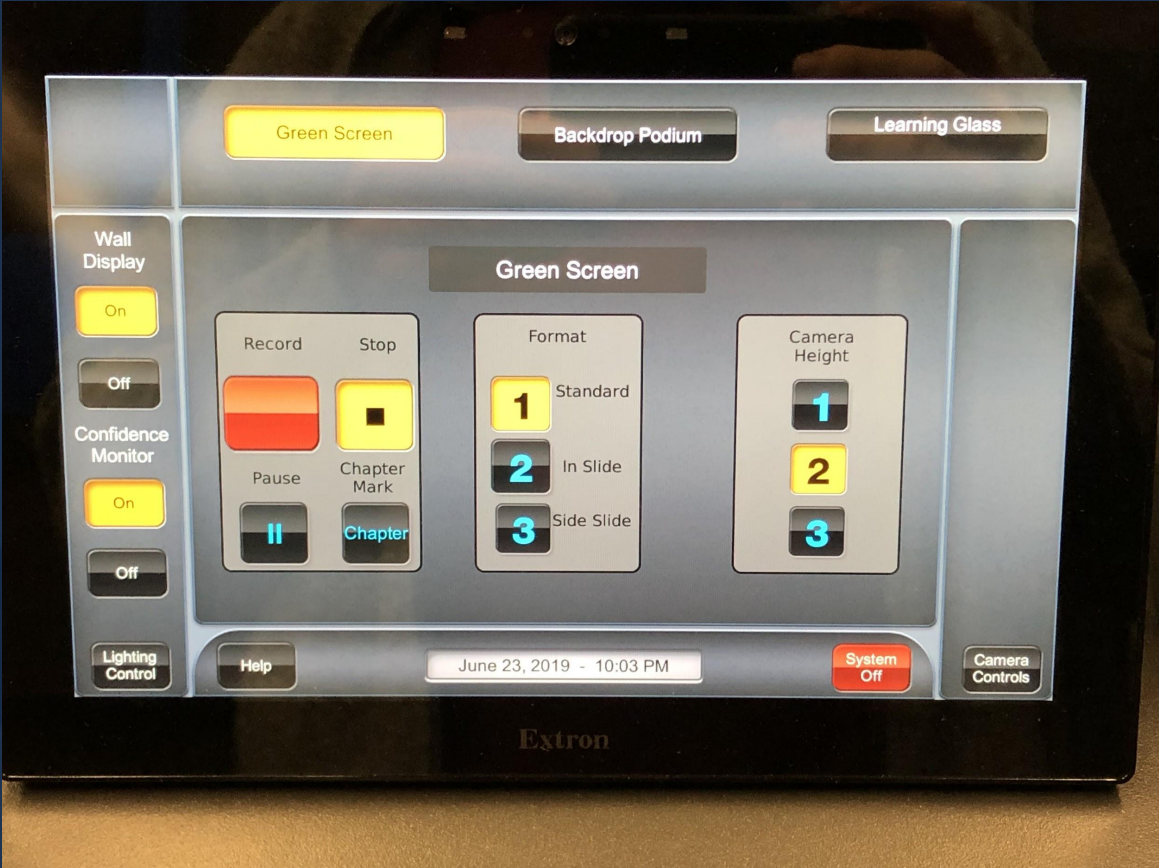 Green Screen
Backdrop Podium
Learning Glass
Wall
Display
On
Off
Confidence
Monitor
On
Off
Lighting
Control
Green Screen
Record
Stop
Pause
Chapter
Mark
Chapter
Format
1 Standard
2 In Slide
3 Side Slide
Camera
Height
1
2
3
Help
June 23, 2019 - 10:03 PM
System
Off
Camera
Controls
Extron